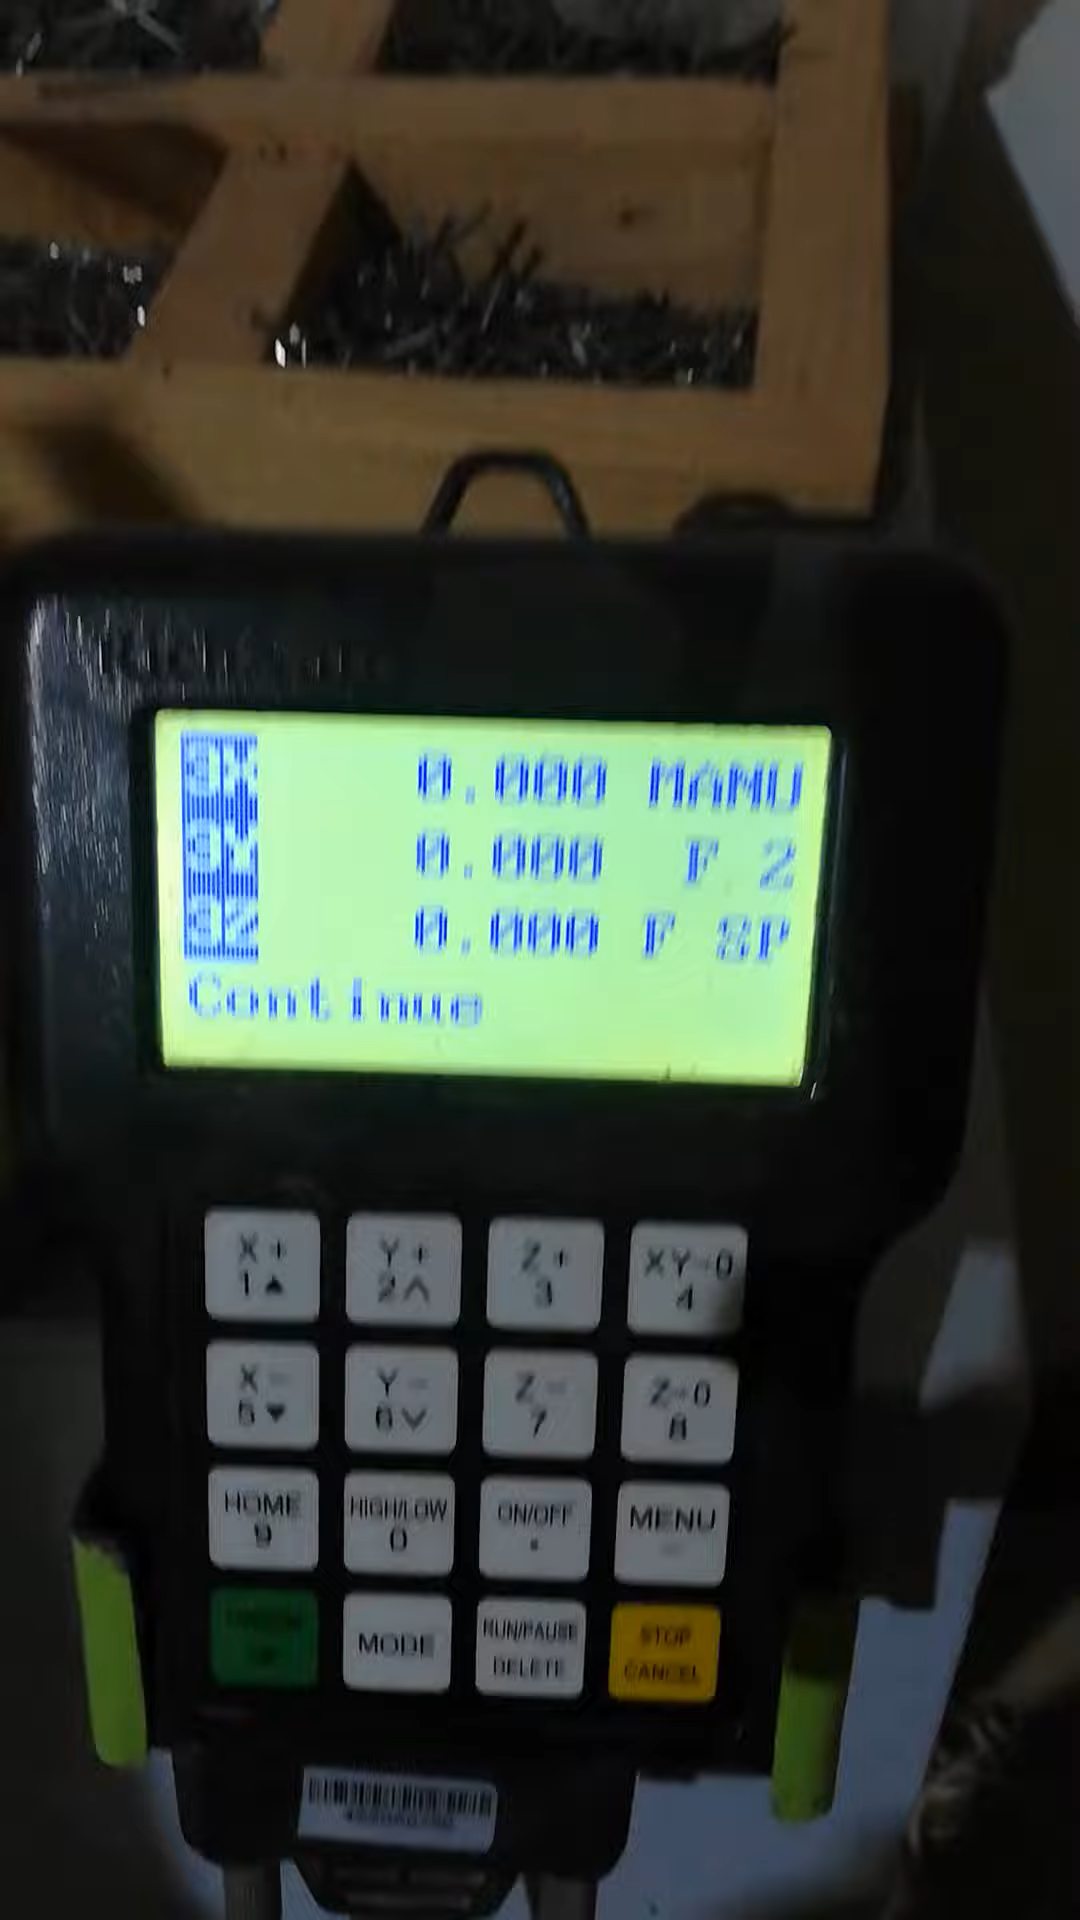 0.000 MANU
0.000 F 2
0.000 F SP
Continue
X+ Y+ Z+ XY-0
1▲ 2∧ 3 4
X- Y- Z- Z-0
5▼ 6∨ 7 8
HOME HIGH/LOW ON/OFF MENU
9 0 •
MODE RUN/PAUSE STOP
DELETE CANCEL